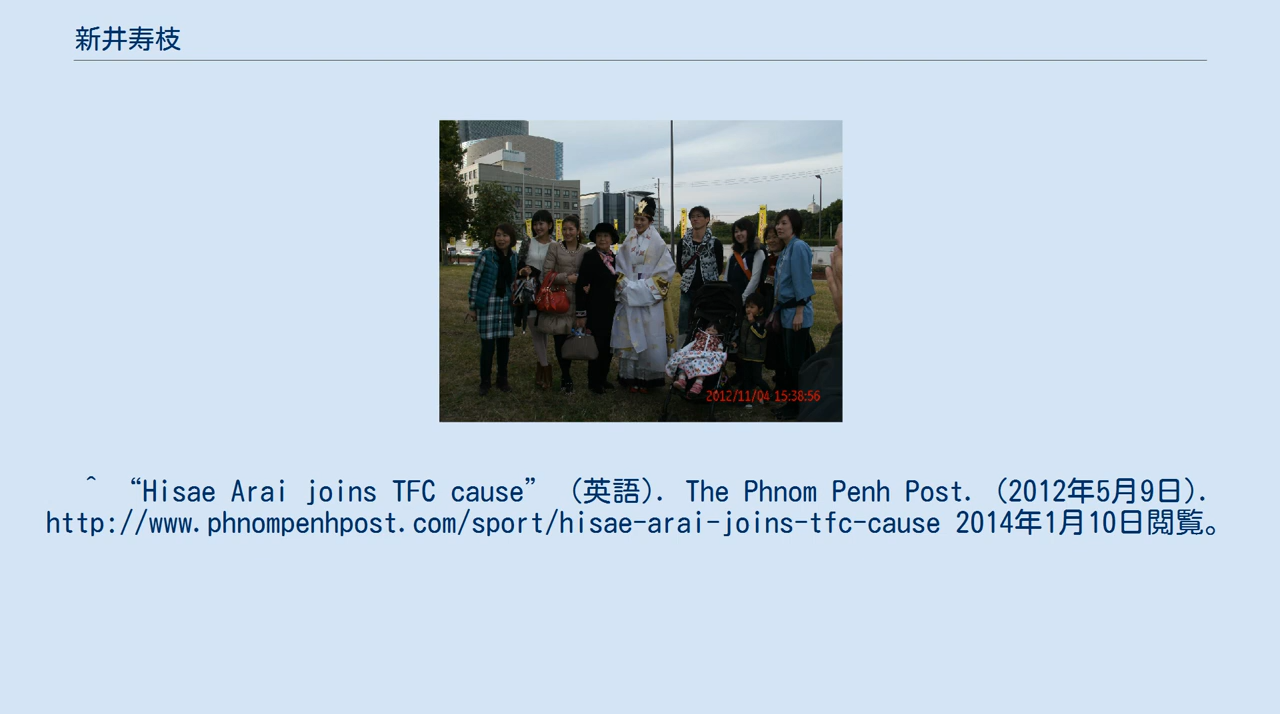 新井寿枝
2012/11/04 15:38:56
^ “Hisae Arai joins TFC cause” (英語). The Phnom Penh Post. (2012年5月9日).
http://www.phnompenhpost.com/sport/hisae-arai-joins-tfc-cause 2014年1月10日閲覧。